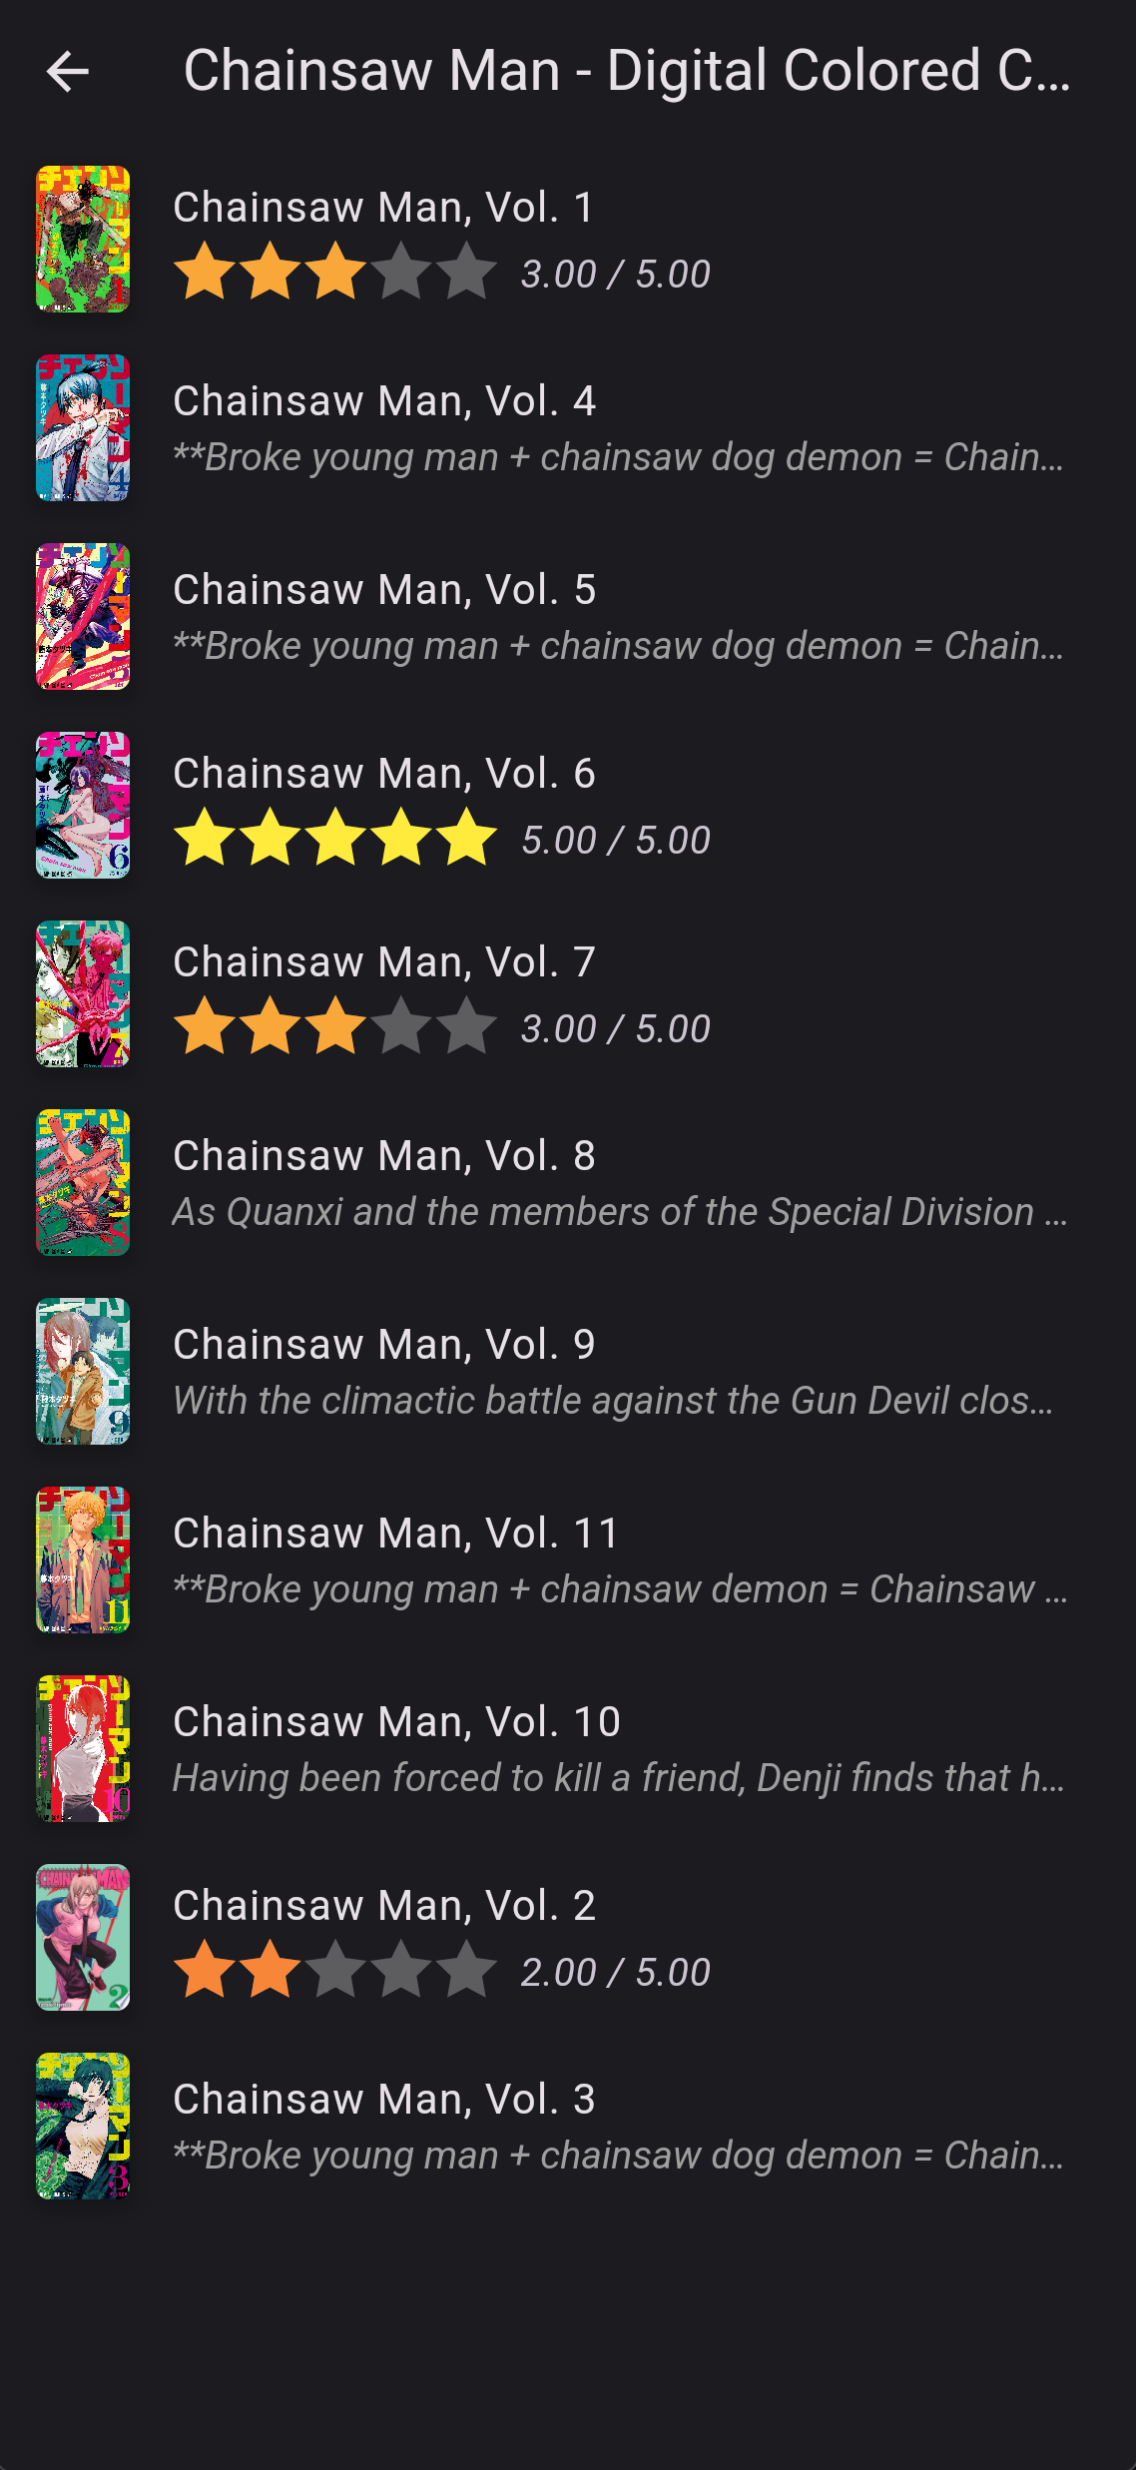 Chainsaw Man - Digital Colored C...
Chainsaw Man, Vol. 1
3.00 / 5.00
Chainsaw Man, Vol. 4
**Broke young man + chainsaw dog demon = Chain...
Chainsaw Man, Vol. 5
**Broke young man + chainsaw dog demon = Chain...
Chainsaw Man, Vol. 6
5.00 / 5.00
Chainsaw Man, Vol. 7
3.00 / 5.00
Chainsaw Man, Vol. 8
As Quanxi and the members of the Special Division ...
Chainsaw Man, Vol. 9
With the climactic battle against the Gun Devil clos...
Chainsaw Man, Vol. 11
**Broke young man + chainsaw demon = Chainsaw ...
Chainsaw Man, Vol. 10
Having been forced to kill a friend, Denji finds that h...
Chainsaw Man, Vol. 2
2.00 / 5.00
Chainsaw Man, Vol. 3
**Broke young man + chainsaw dog demon = Chain...